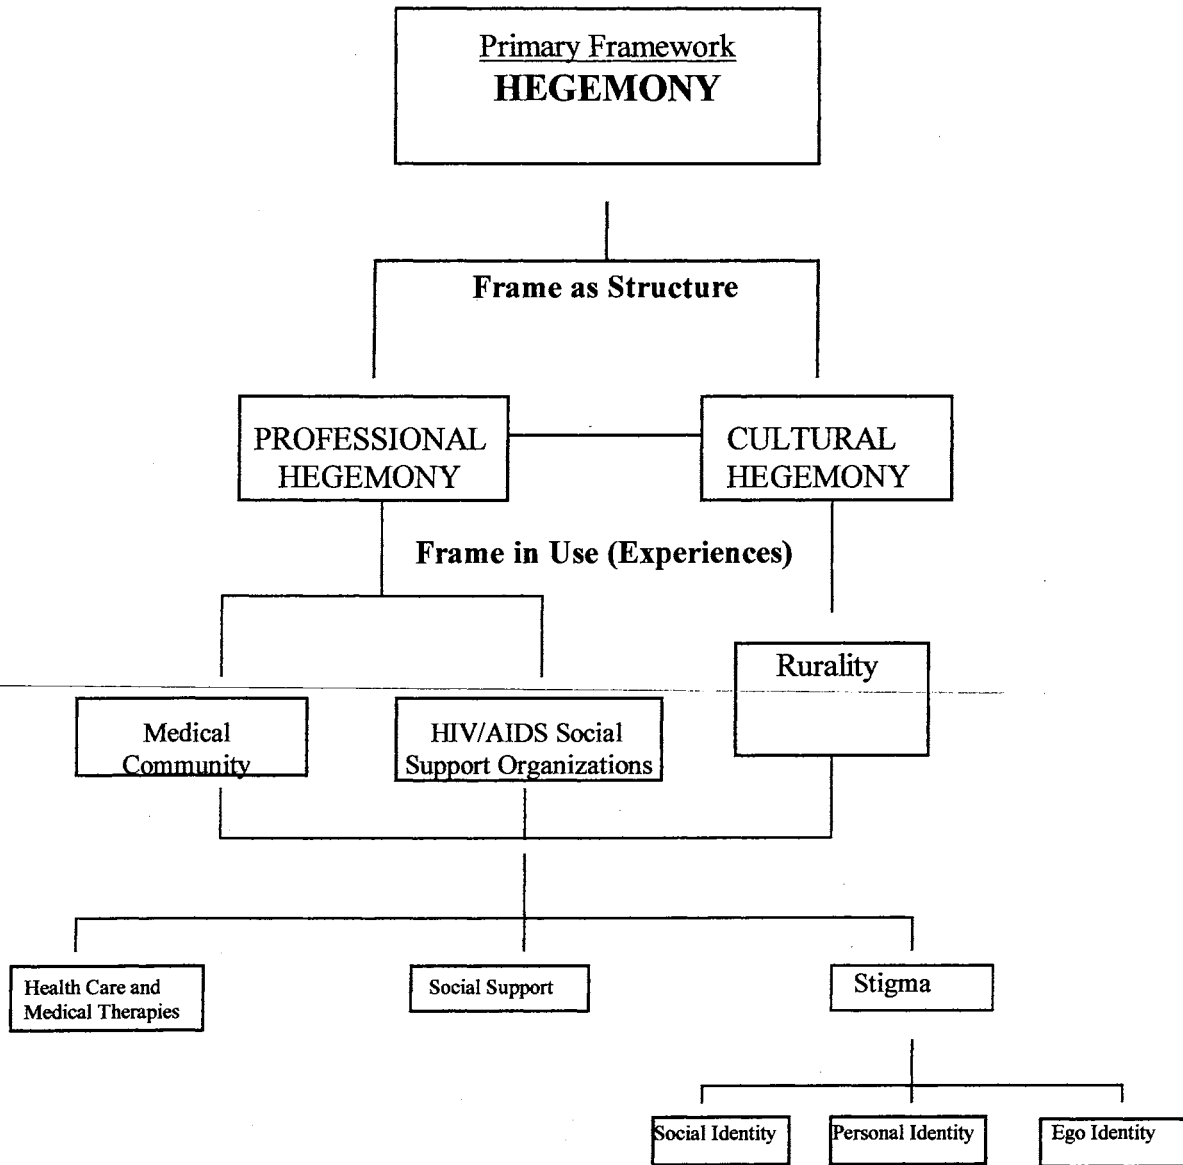 Primary Framework
HEGEMONY
Frame as Structure
PROFESSIONAL
HEGEMONY
CULTURAL
HEGEMONY
Frame in Use (Experiences)
Rurality
Medical
Community
HIV/AIDS Social
Support Organizations
Health Care and
Medical Therapies
Social Support
Stigma
Social Identity
Personal Identity
Ego Identity